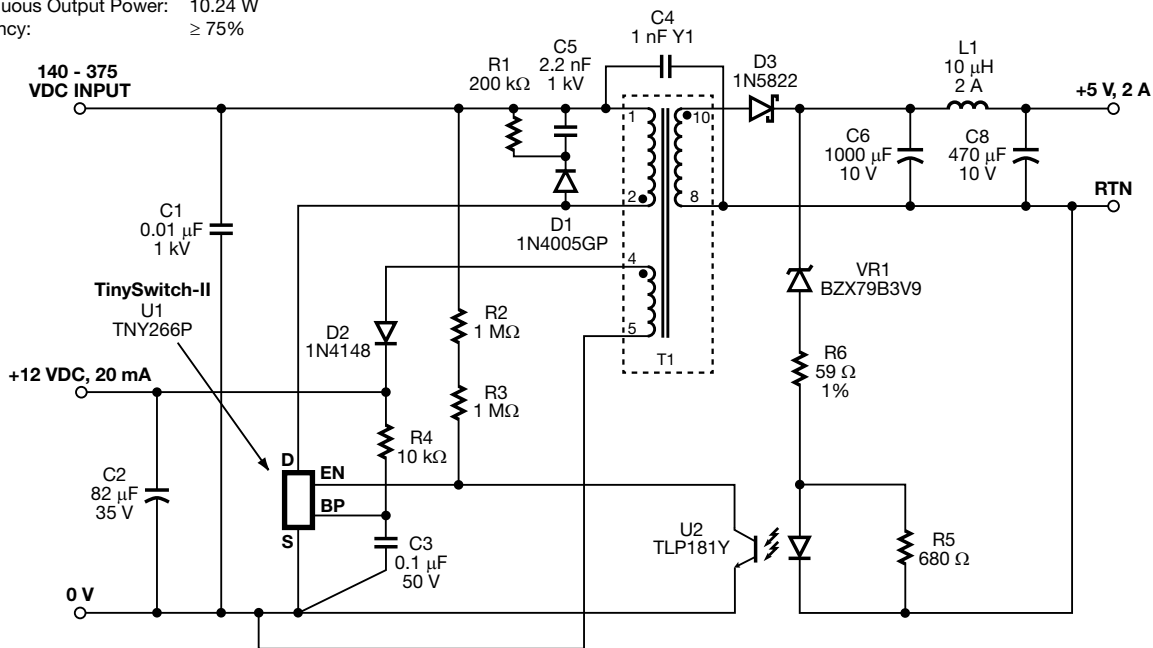 uous Output Power: 10.24 W
ncy: ≥ 75%
140 - 375
VDC INPUT
R1
200 kΩ
C5
2.2 nF
1 kV
C4
1 nF Y1
D3
1N5822
L1
10 µH
2 A
+5 V, 2 A
1
10
C6
1000 µF
10 V
C8
470 µF
10 V
2
8
RTN
C1
0.01 µF
1 kV
D1
1N4005GP
4
TinySwitch-II
U1
TNY266P
D2
1N4148
R2
1 MΩ
5
T1
VR1
BZX79B3V9
+12 VDC, 20 mA
R3
1 MΩ
R6
59 Ω
1%
R4
10 kΩ
D
EN
BP
S
C2
82 µF
35 V
C3
0.1 µF
50 V
U2
TLP181Y
R5
680 Ω
0 V